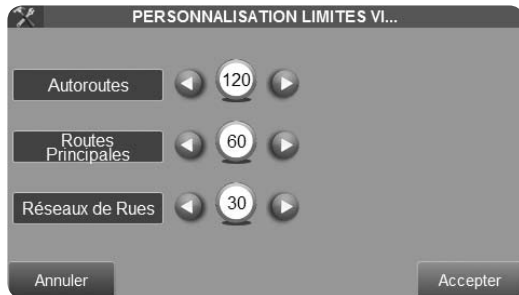 PERSONNALISATION LIMITES VI...
Autoroutes
120
Routes
Principales
60
Réseaux de Rues
30
Annuler
Accepter